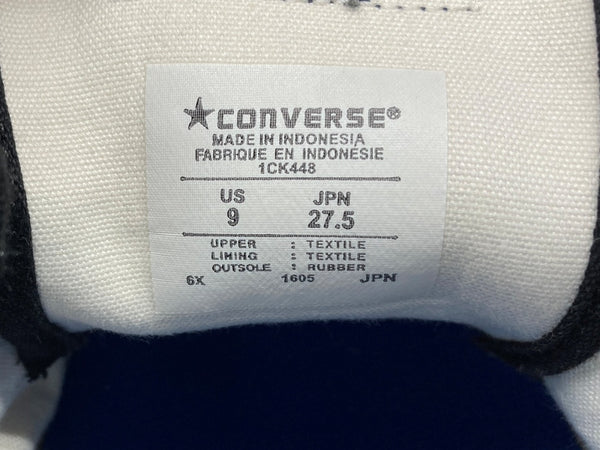 ★CONVERSE®
MADE IN INDONESIA
FABRIQUE EN INDONESIE
1CK448
US JPN
9 27.5
UPPER : TEXTILE
LINING : TEXTILE
OUTSOLE : RUBBER
6X 1605 JPN